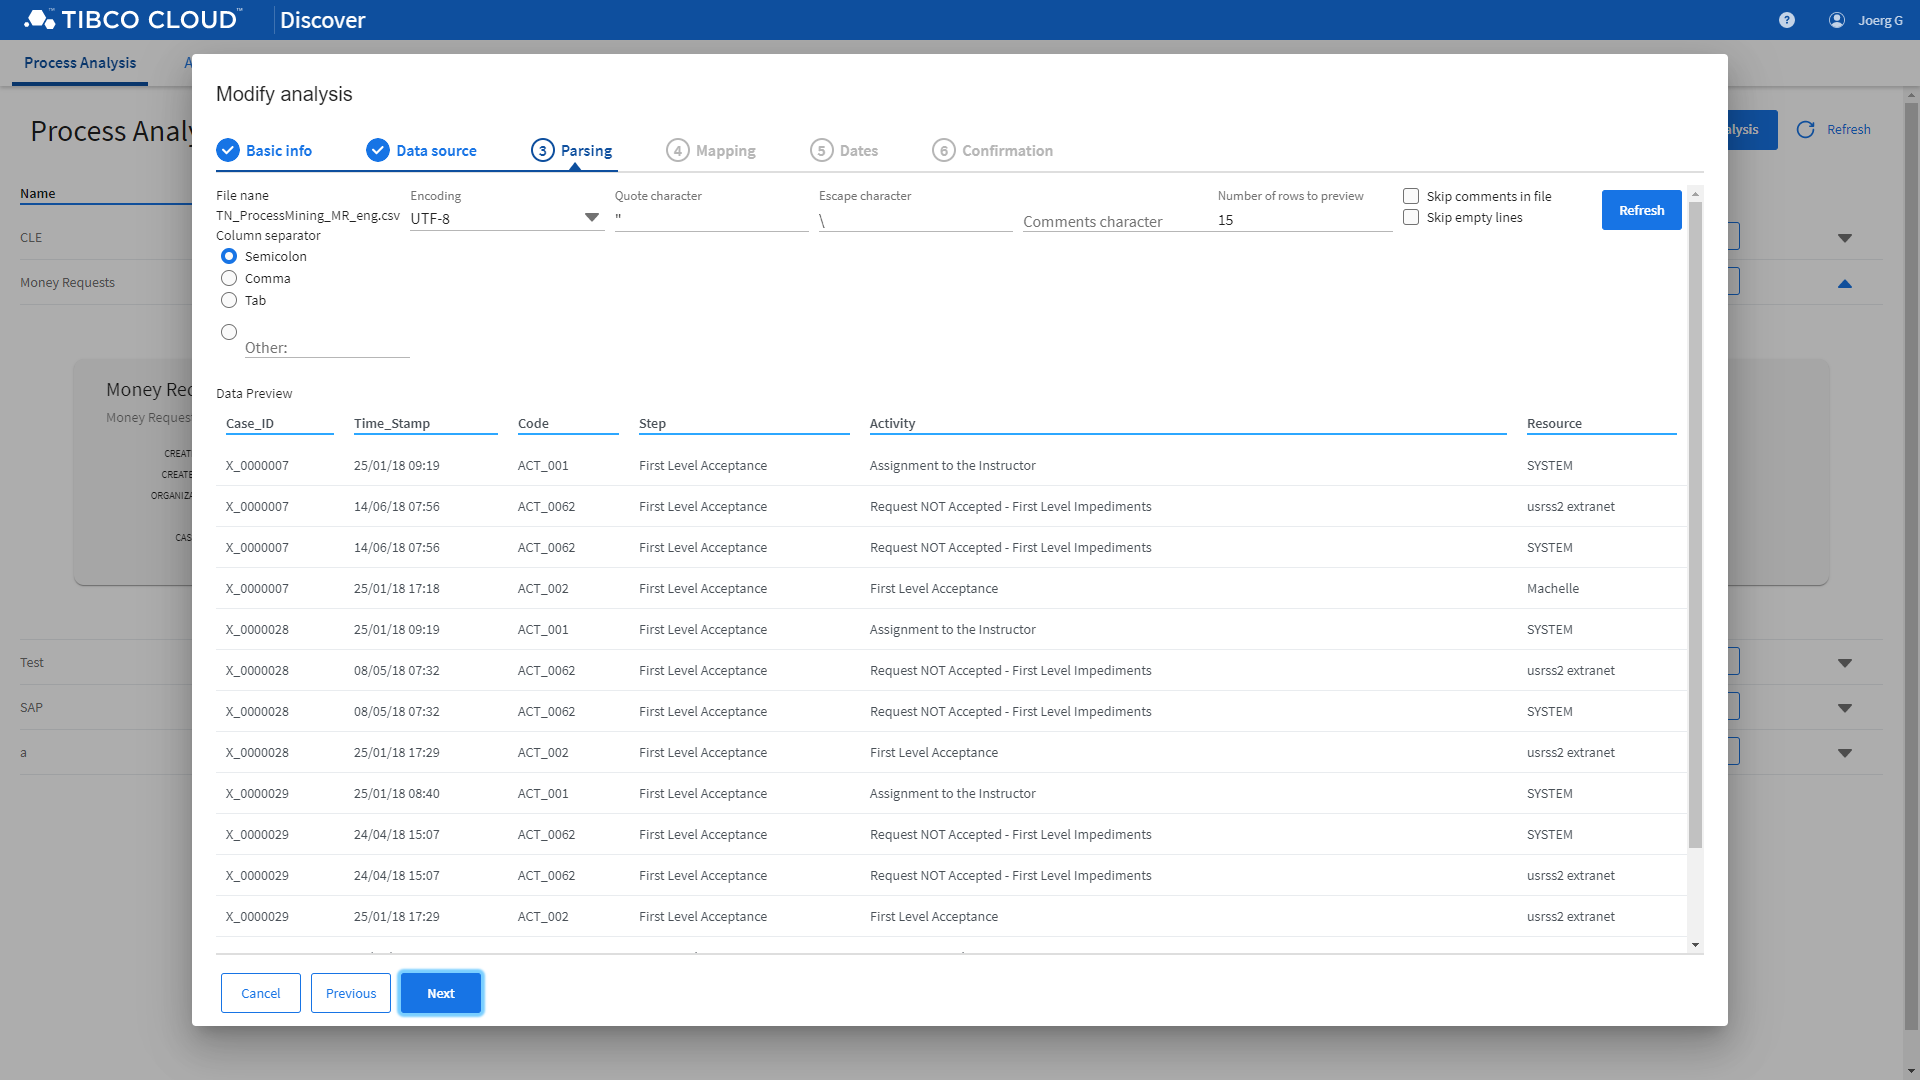 TIBCO CLOUD™ Discover ? Joerg G
Process Analysis A
Process Analy alysis Refresh
Name
CLE
Money Requests
Money Rec
Money Request
CREAT
CREATE
ORGANIZA
CAS
Test
SAP
a
Modify analysis
Basic info Data source 3 Parsing 4 Mapping 5 Dates 6 Confirmation
File nane Encoding Quote character Escape character Number of rows to preview Skip comments in file
TN_ProcessMining_MR_eng.csv UTF-8 " \ Comments character 15 Skip empty lines Refresh
Column separator
Semicolon
Comma
Tab
Other:
Data Preview
Case_ID Time_Stamp Code Step Activity Resource
X_0000007 25/01/18 09:19 ACT_001 First Level Acceptance Assignment to the Instructor SYSTEM
X_0000007 14/06/18 07:56 ACT_0062 First Level Acceptance Request NOT Accepted - First Level Impediments usrss2 extranet
X_0000007 14/06/18 07:56 ACT_0062 First Level Acceptance Request NOT Accepted - First Level Impediments SYSTEM
X_0000007 25/01/18 17:18 ACT_002 First Level Acceptance First Level Acceptance Machelle
X_0000028 25/01/18 09:19 ACT_001 First Level Acceptance Assignment to the Instructor SYSTEM
X_0000028 08/05/18 07:32 ACT_0062 First Level Acceptance Request NOT Accepted - First Level Impediments usrss2 extranet
X_0000028 08/05/18 07:32 ACT_0062 First Level Acceptance Request NOT Accepted - First Level Impediments SYSTEM
X_0000028 25/01/18 17:29 ACT_002 First Level Acceptance First Level Acceptance usrss2 extranet
X_0000029 25/01/18 08:40 ACT_001 First Level Acceptance Assignment to the Instructor SYSTEM
X_0000029 24/04/18 15:07 ACT_0062 First Level Acceptance Request NOT Accepted - First Level Impediments SYSTEM
X_0000029 24/04/18 15:07 ACT_0062 First Level Acceptance Request NOT Accepted - First Level Impediments usrss2 extranet
X_0000029 25/01/18 17:29 ACT_002 First Level Acceptance First Level Acceptance usrss2 extranet
Cancel Previous Next